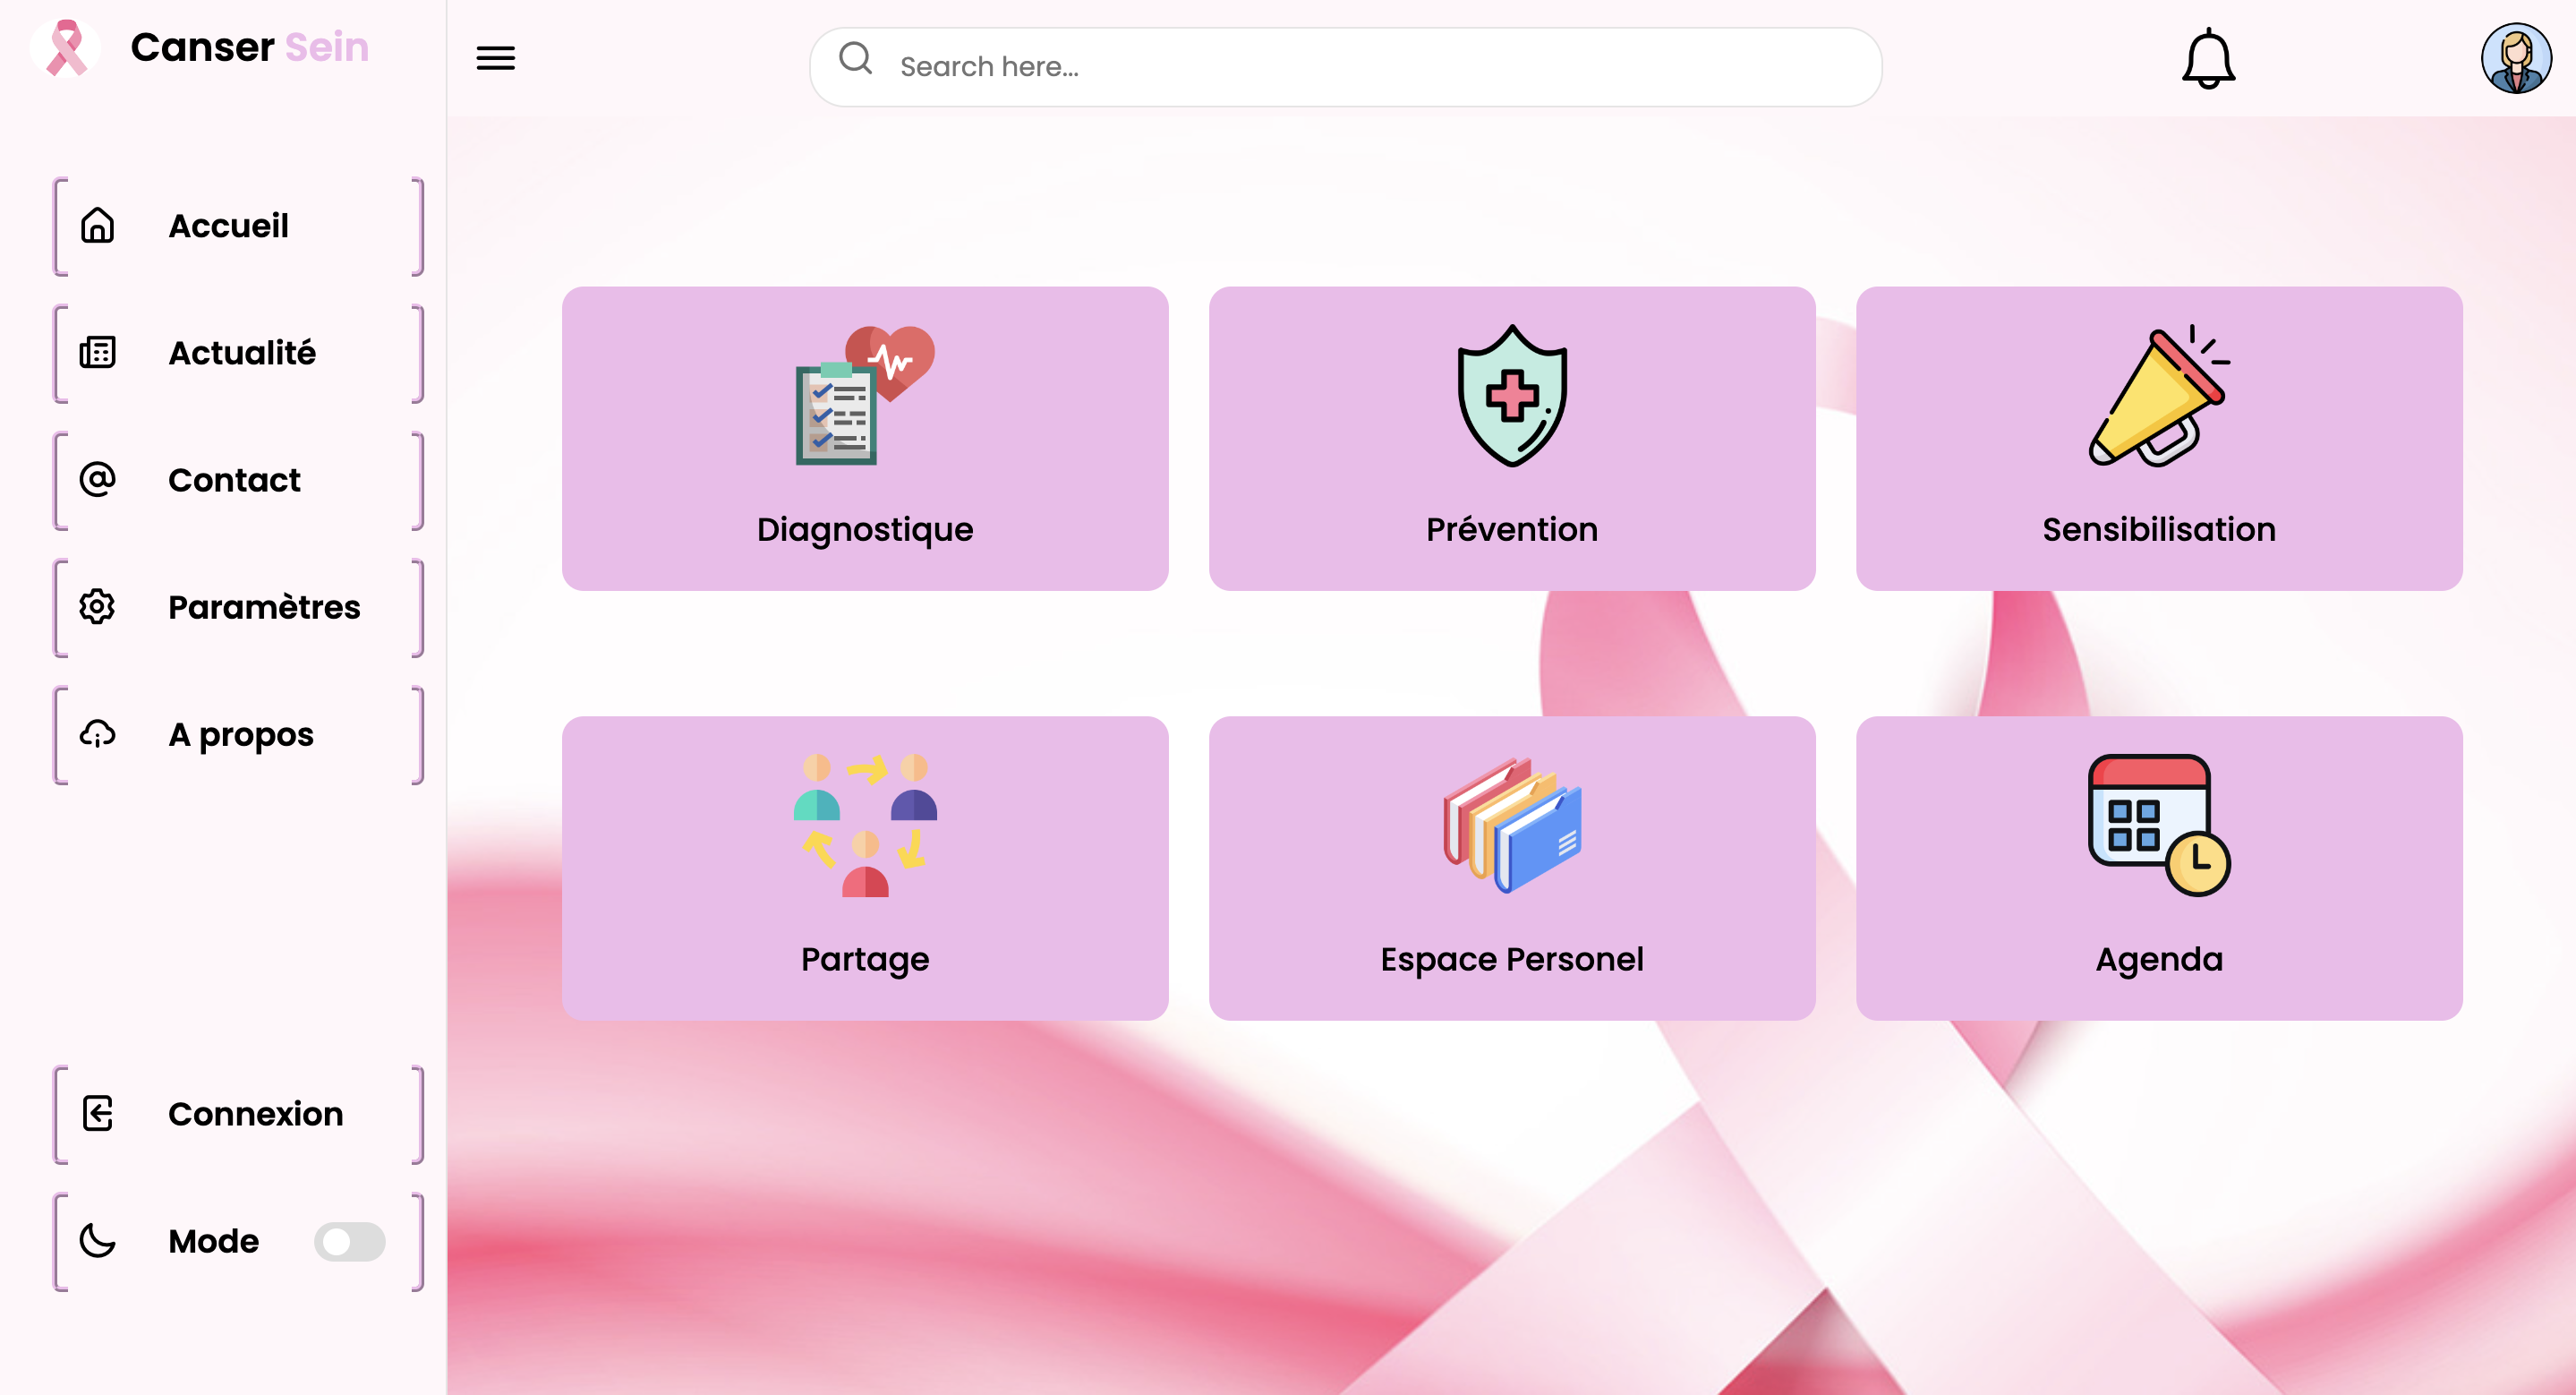 Canser Sein
Search here...
Accueil
Actualité
Contact
Paramètres
A propos
Connexion
Mode
Diagnostique
Prévention
Sensibilisation
Partage
Espace Personel
Agenda